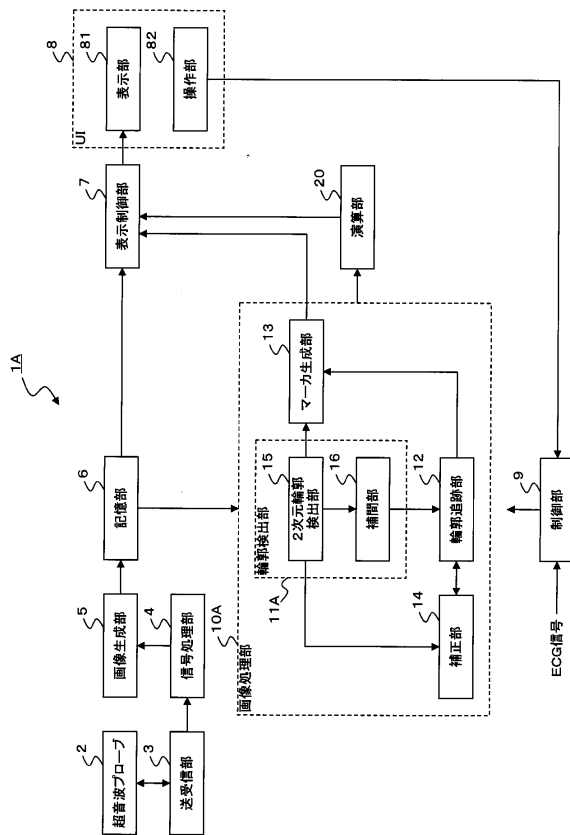 1A
2
超音波プローブ
3
送受信部
4
信号処理部
5
画像生成部
6
記憶部
7
表示制御部
8
UI
81
表示部
82
操作部
10A
画像処理部
11A
輪郭検出部
15
2次元輪郭
検出部
16
補間部
12
輪郭追跡部
13
マーカ生成部
14
補正部
20
演算部
9
制御部
ECG信号